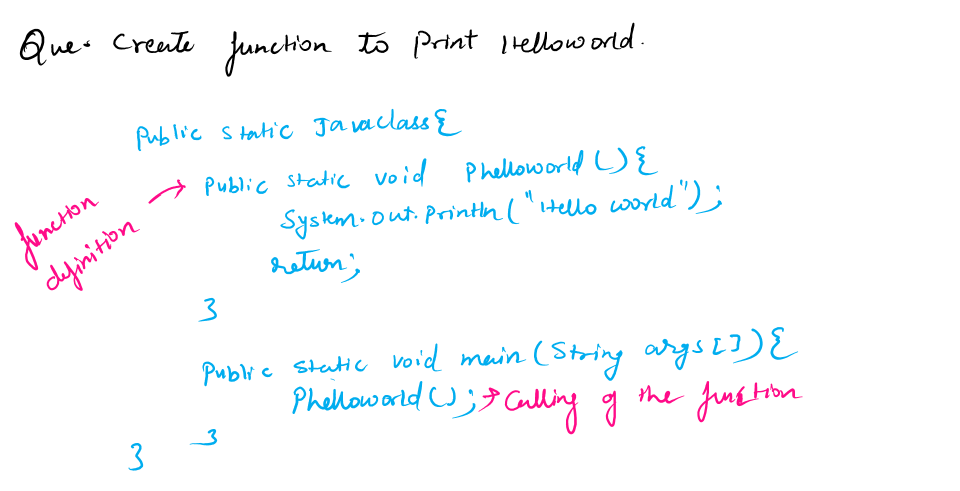 Que. Create function to Print Helloworld.
Public static Javaclass{
Public static void Phelloworld(){
System.out.println("Hello world");
return;
}
function
definition
Public static void main(String args[]){
Phelloworld(); → Calling of the function
}
}